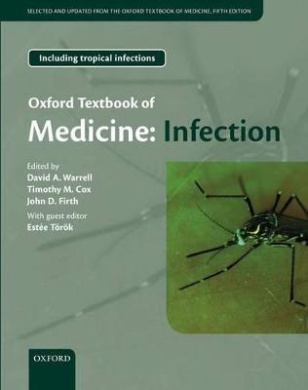 SELECTED AND UPDATED FROM THE OXFORD TEXTBOOK OF MEDICINE, FIFTH EDITION
Including tropical infections
Oxford Textbook of
Medicine: Infection
Edited by
David A. Warrell
Timothy M. Cox
John D. Firth
With guest editor
Estée Török
OXFORD